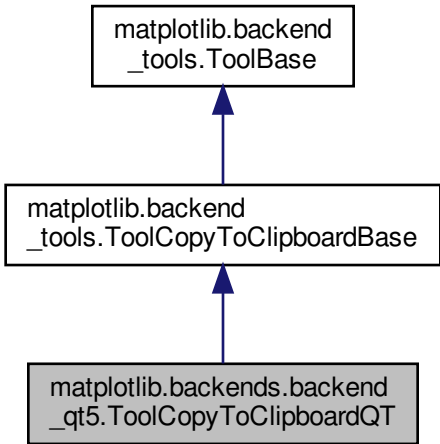 matplotlib.backend
_tools.ToolBase
matplotlib.backend
_tools.ToolCopyToClipboardBase
matplotlib.backends.backend
_qt5.ToolCopyToClipboardQT